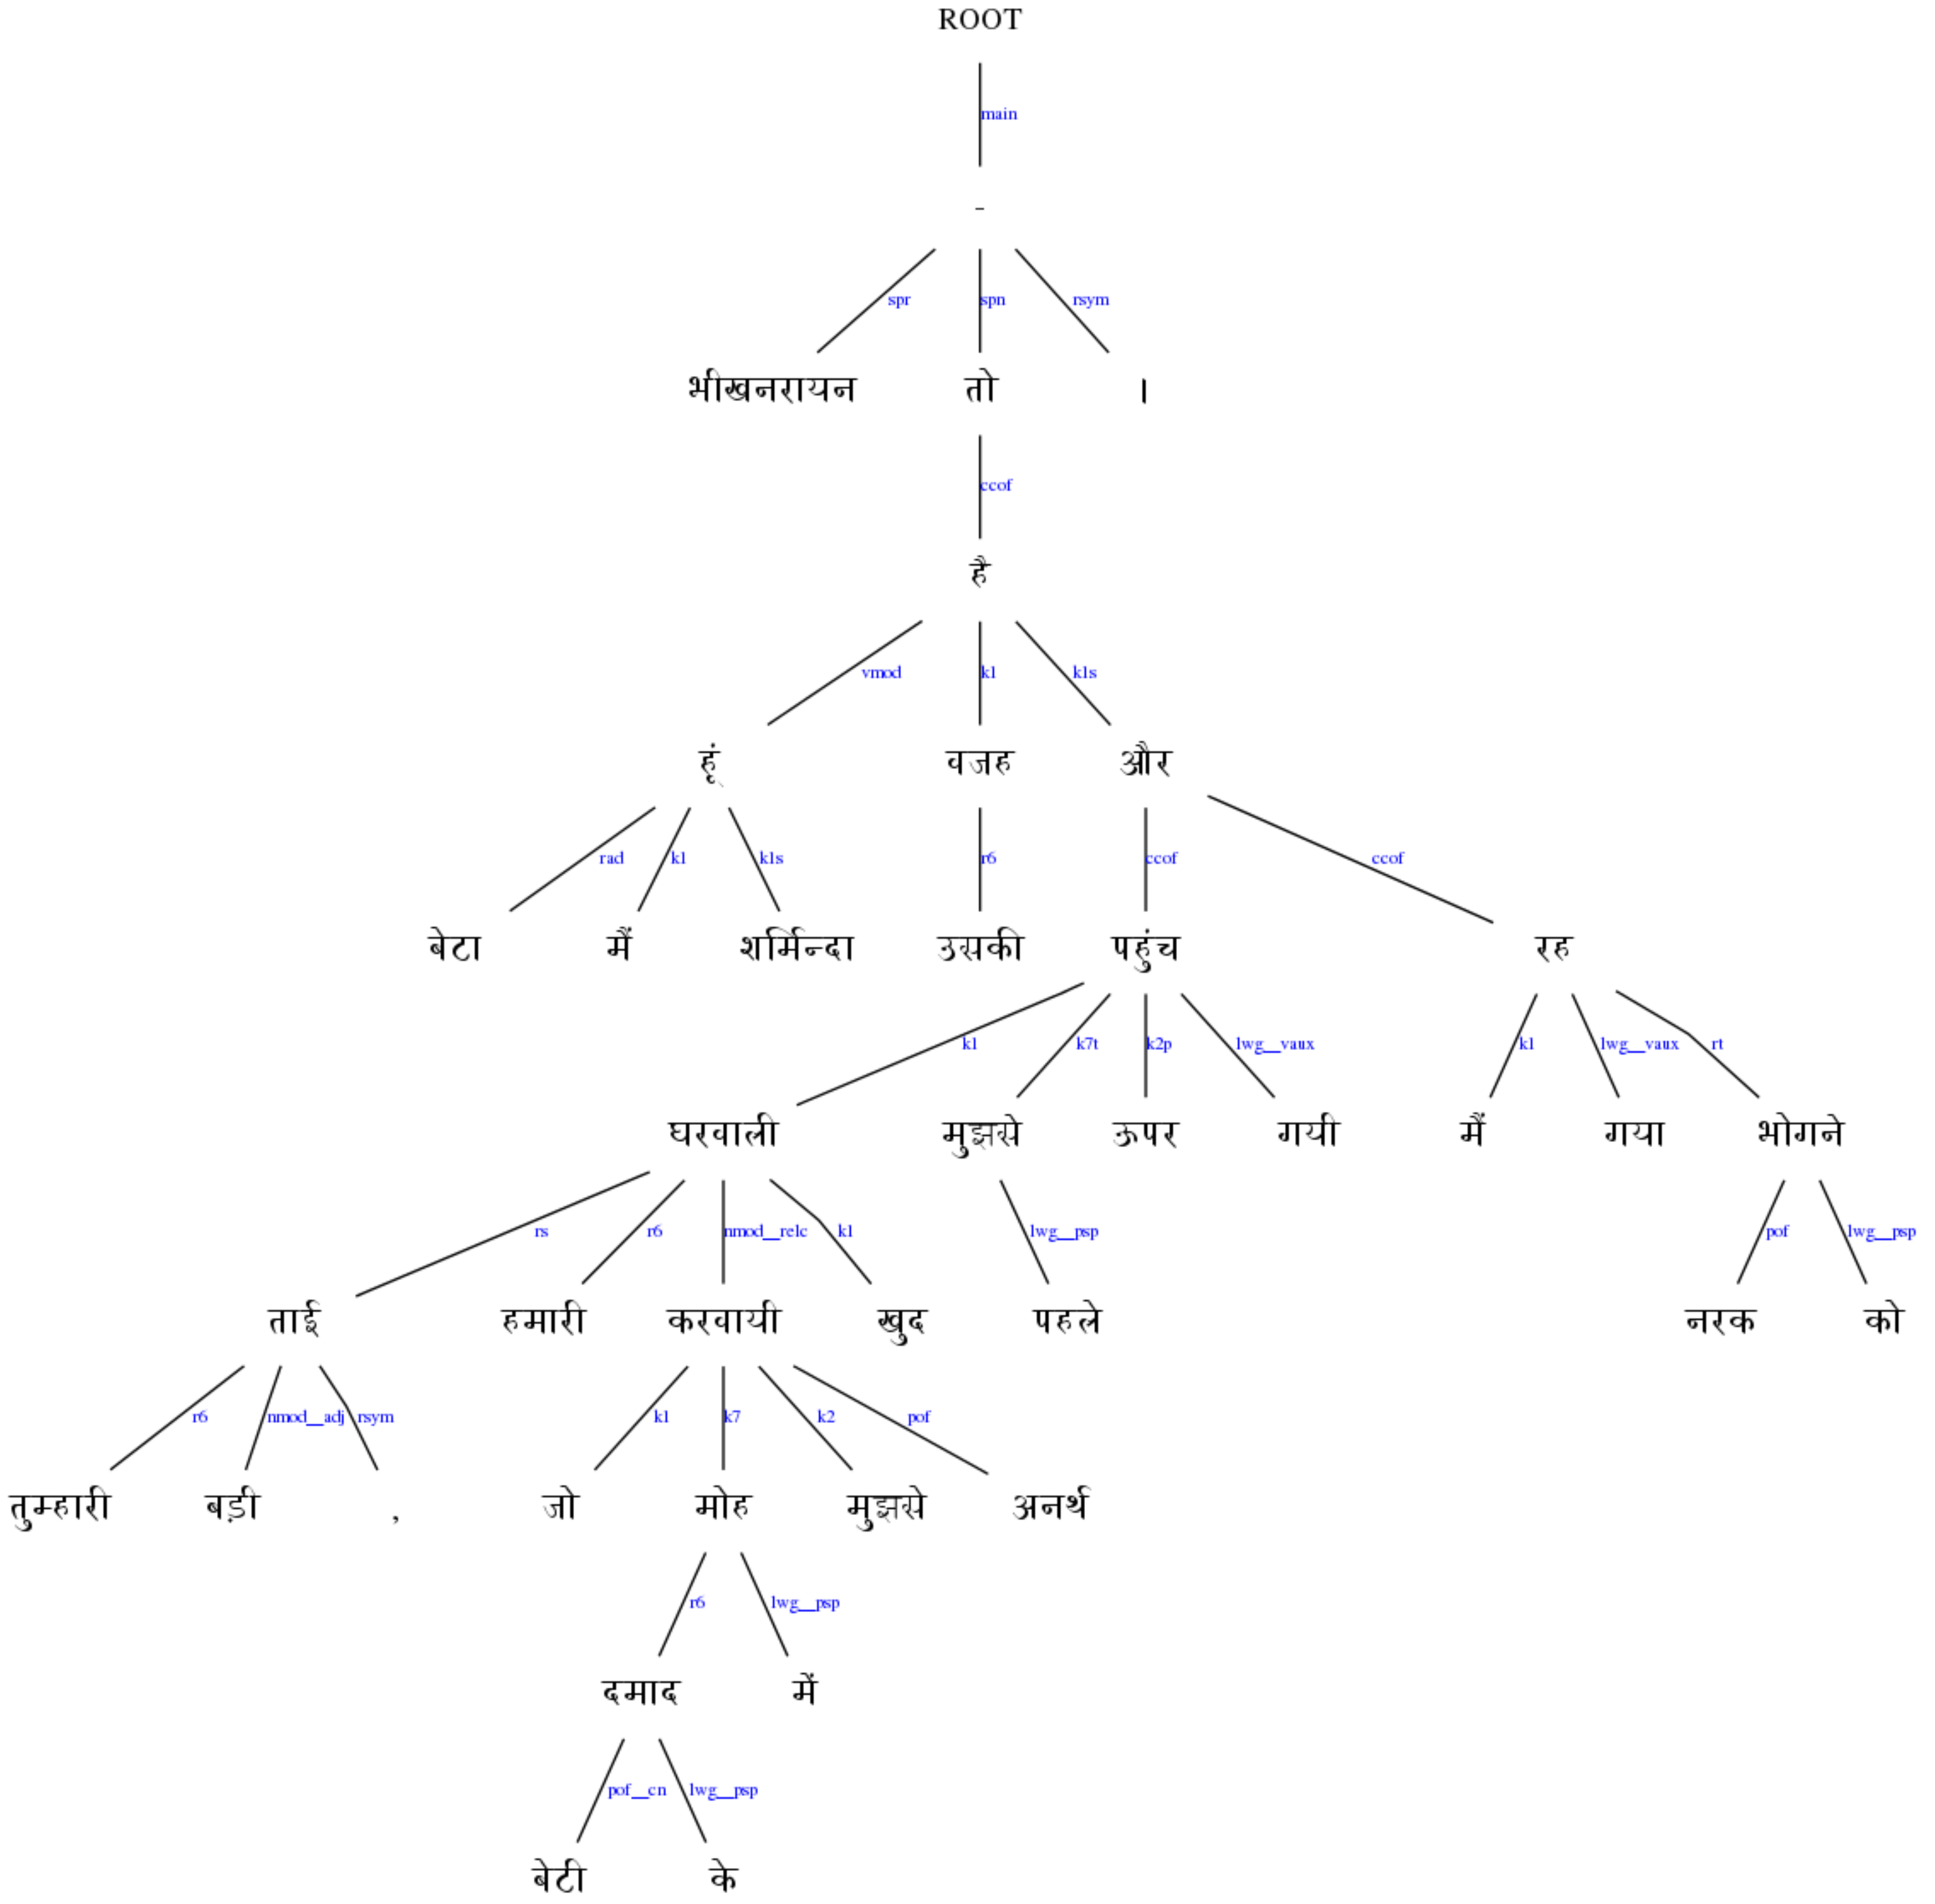 ROOT
main
-
spr spn rsym
भीखनरायन तो ।
ccof
है
vmod k1 k1s
हूं वजह और
rad k1 k1s r6 ccof ccof
बेटा मैं शर्मिन्दा उसकी पहुंच रह
k1 k7t k2p lwg__vaux k1 lwg__vaux rt
घरवाली मुझसे ऊपर गयी मैं गया भोगने
rs r6 nmod__relc k1 lwg__psp pof lwg__psp
ताई हमारी करवायी खुद पहले नरक को
r6 nmod__adj rsym k1 k7 k2 pof
तुम्हारी बड़ी , जो मोह मुझसे अनर्थ
r6 lwg__psp
दमाद में
pof__cn lwg__psp
बेटी के